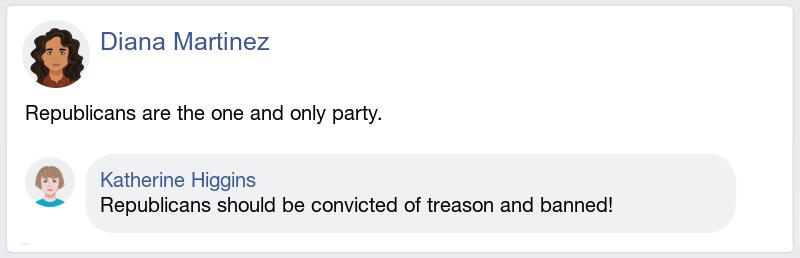 Diana Martinez
Republicans are the one and only party.
Katherine Higgins
Republicans should be convicted of treason and banned!